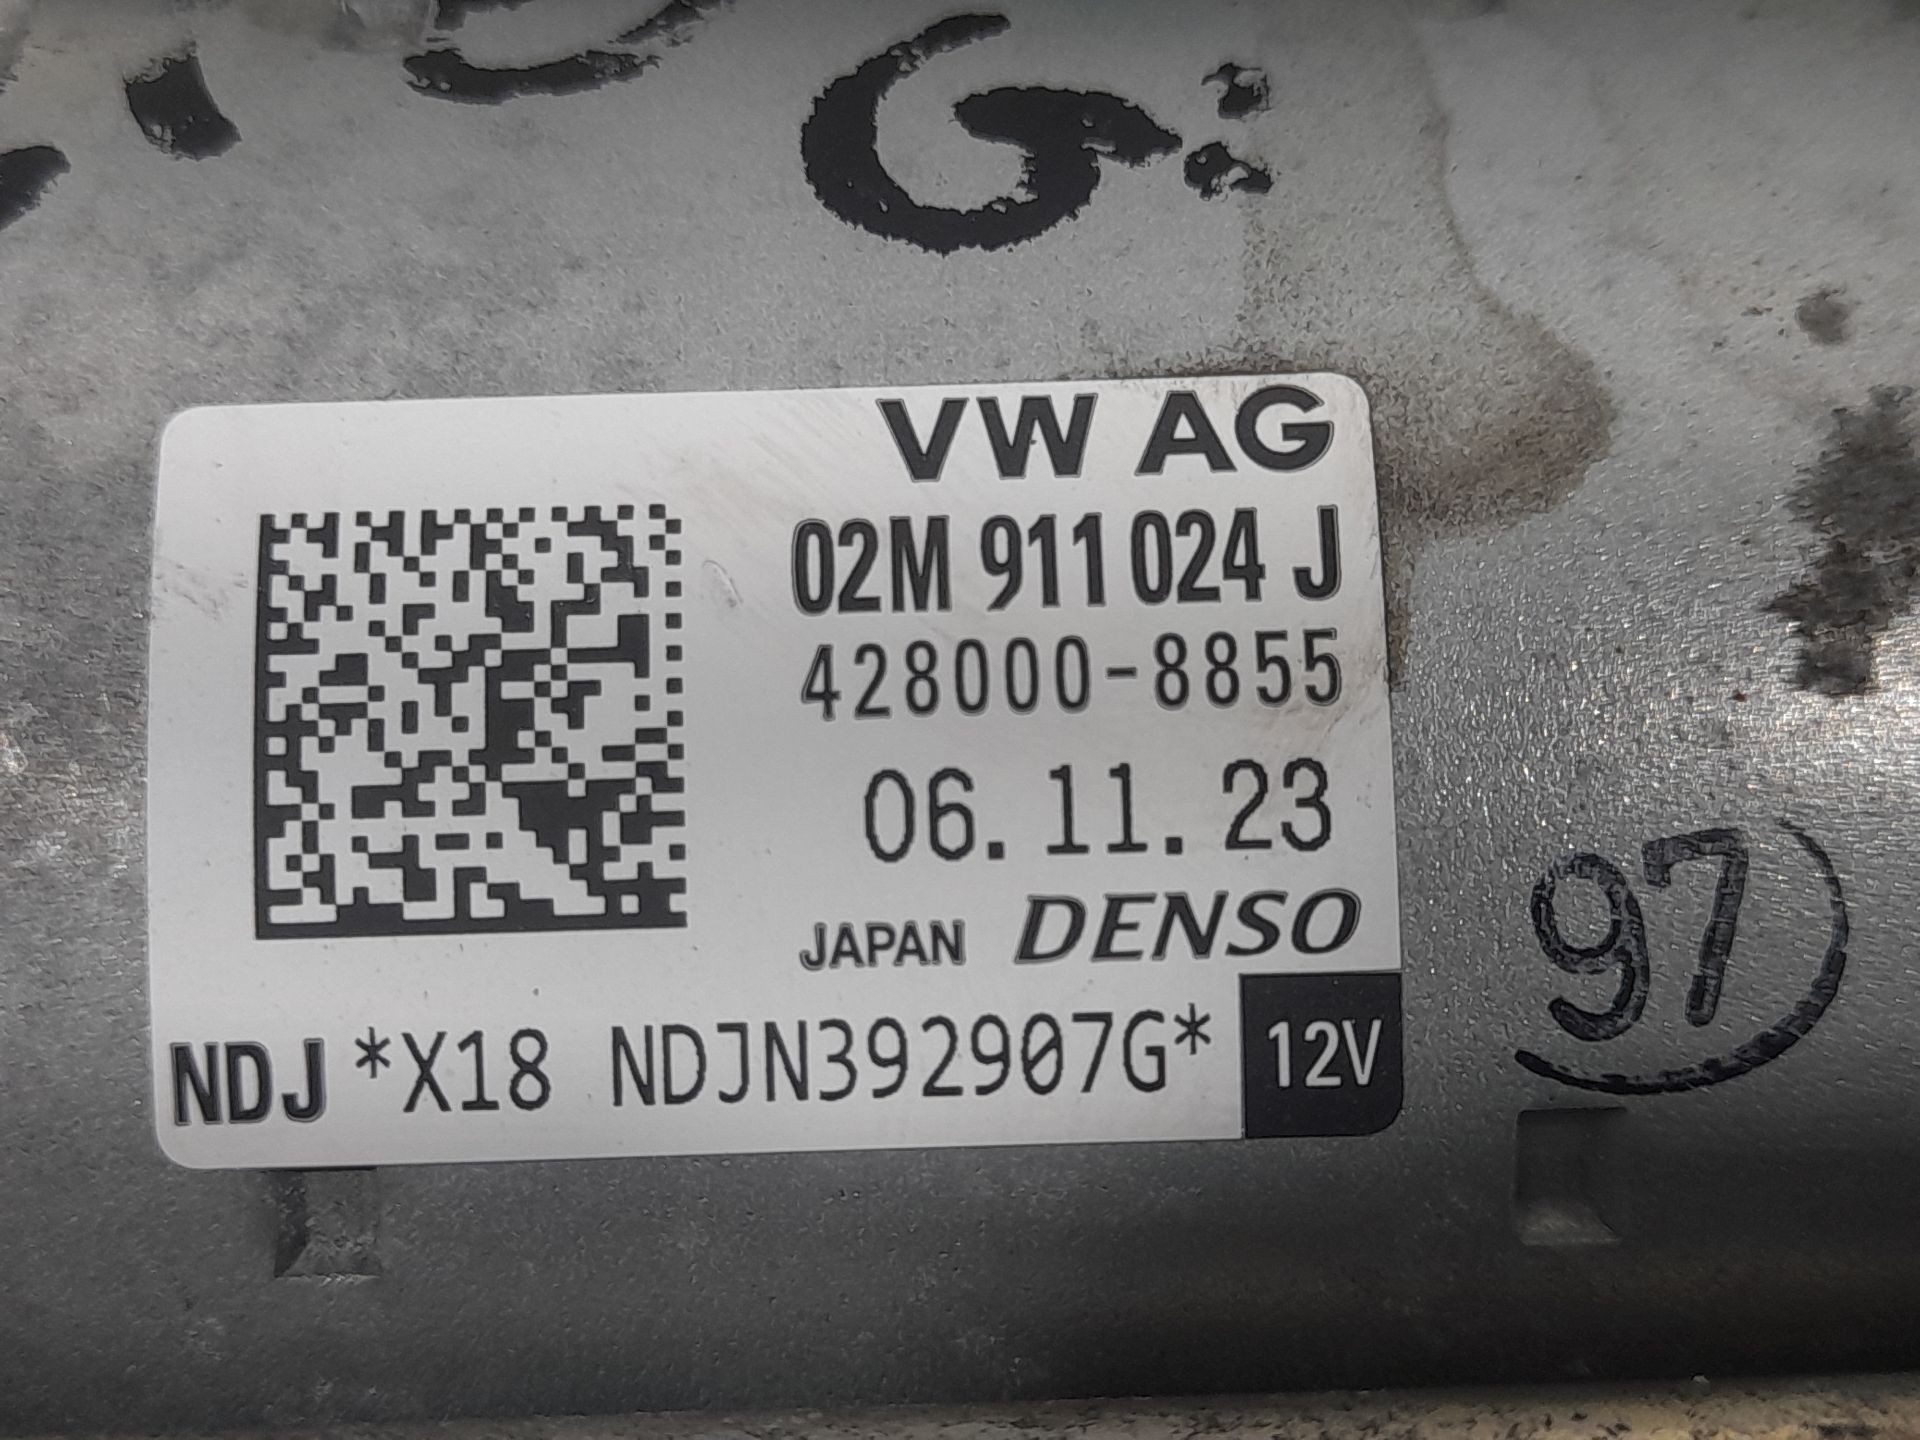 G.
VW AG
02M 911 024 J
428000-8855
06.11.23
JAPAN DENSO
NDJ *X18 NDJN392907G* 12V
97